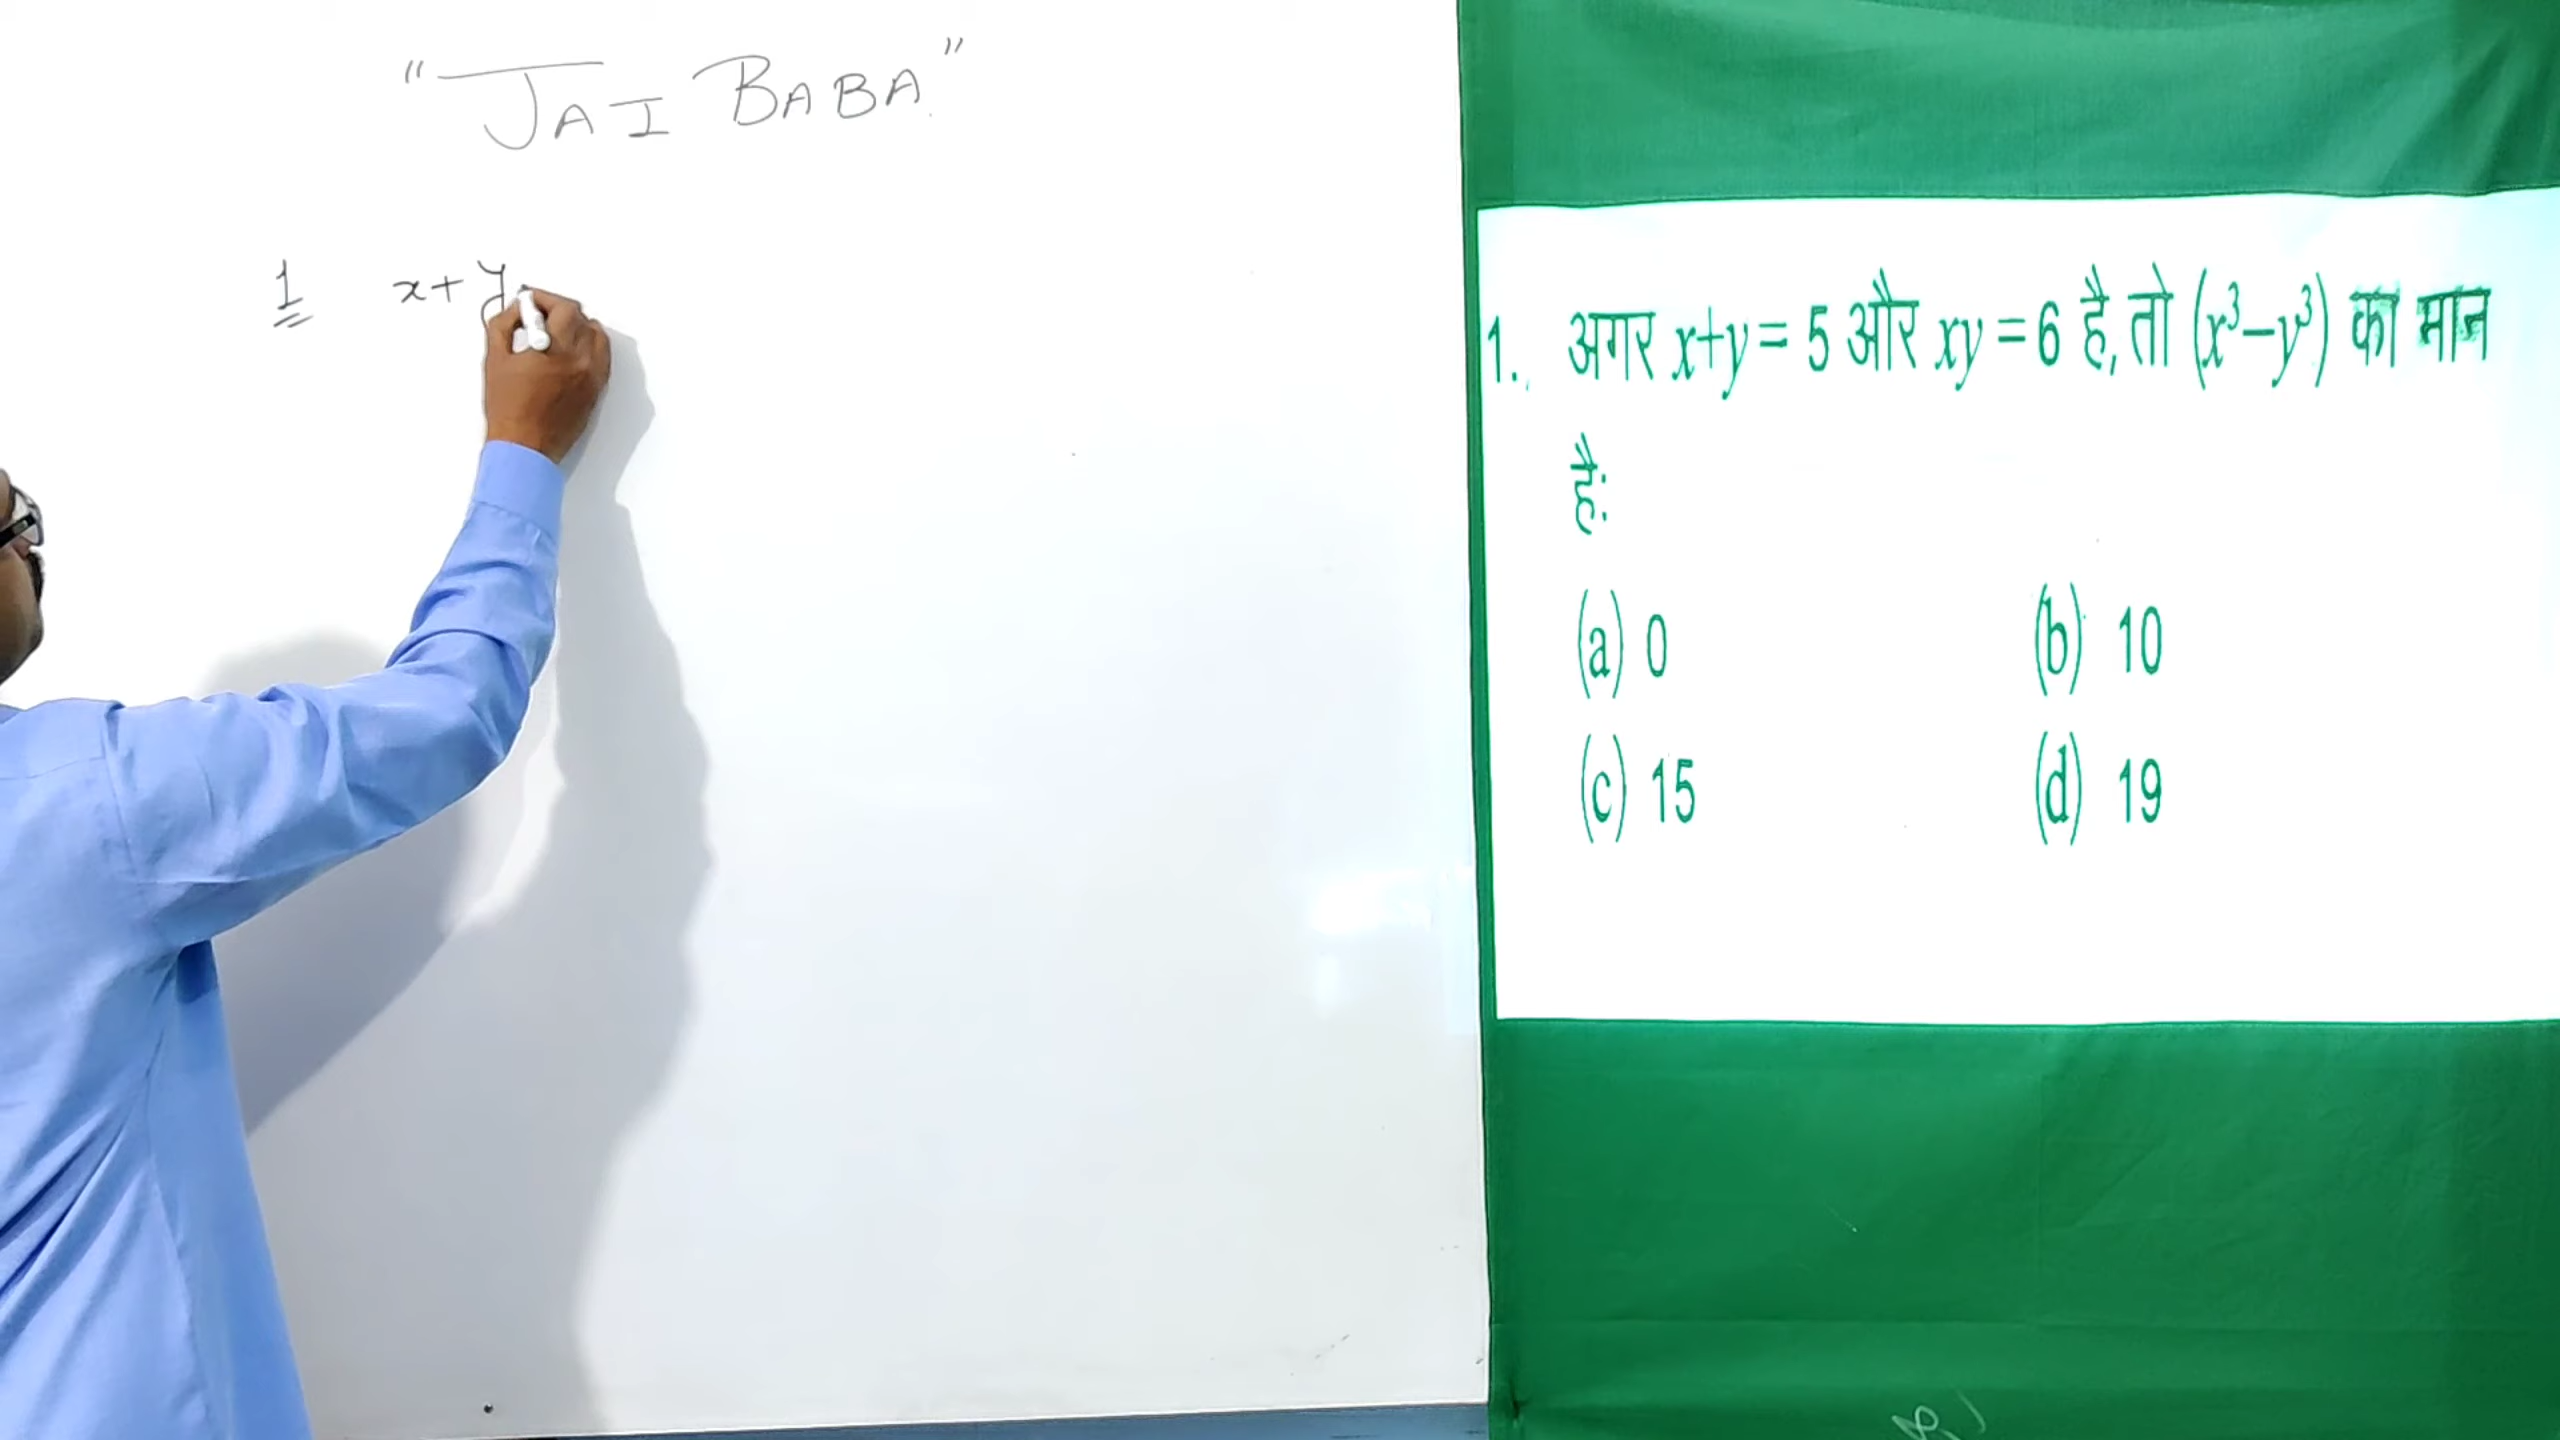 "JAI BABA"
1 x+y
1. अगर x+y = 5 और xy = 6 है, तो (x³–y³) का मान
है:
(a) 0 (b) 10
(c) 15 (d) 19